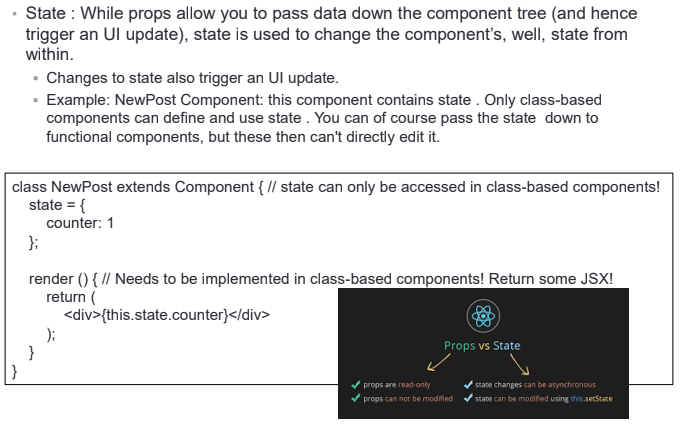 State : While props allow you to pass data down the component tree (and hence
trigger an UI update), state is used to change the component's, well, state from
within.
Changes to state also trigger an UI update.
Example: NewPost Component: this component contains state . Only class-based
components can define and use state . You can of course pass the state  down to
functional components, but these then can't directly edit it.
class NewPost extends Component { // state can only be accessed in class-based components!
state = {
counter: 1
};
render () { // Needs to be implemented in class-based components! Return some JSX!
return (
<div>{this.state.counter}</div>
);
}
}
Props vs State
props are read-only
props can not be modified
state changes can be asynchronous
state can be modified using this.setState